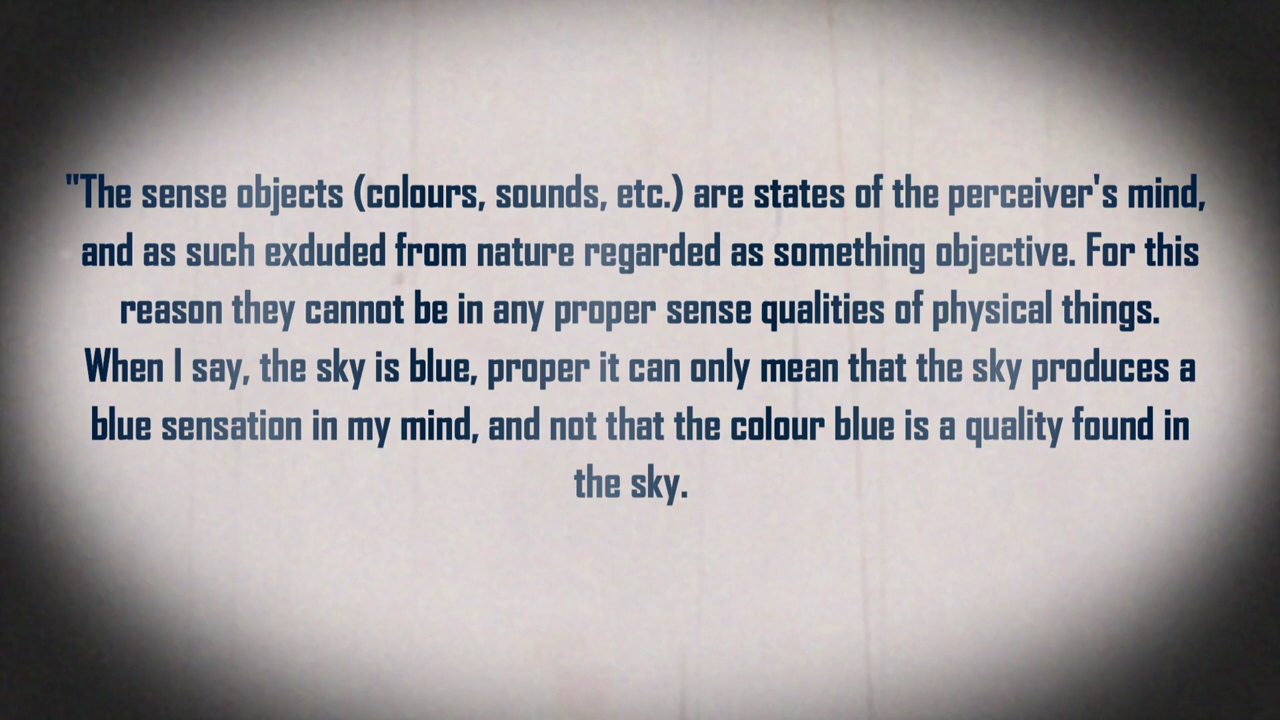 "The sense objects (colours, sounds, etc.) are states of the perceiver's mind,
and as such exduded from nature regarded as something objective. For this
reason they cannot be in any proper sense qualities of physical things.
When I say, the sky is blue, proper it can only mean that the sky produces a
blue sensation in my mind, and not that the colour blue is a quality found in
the sky.